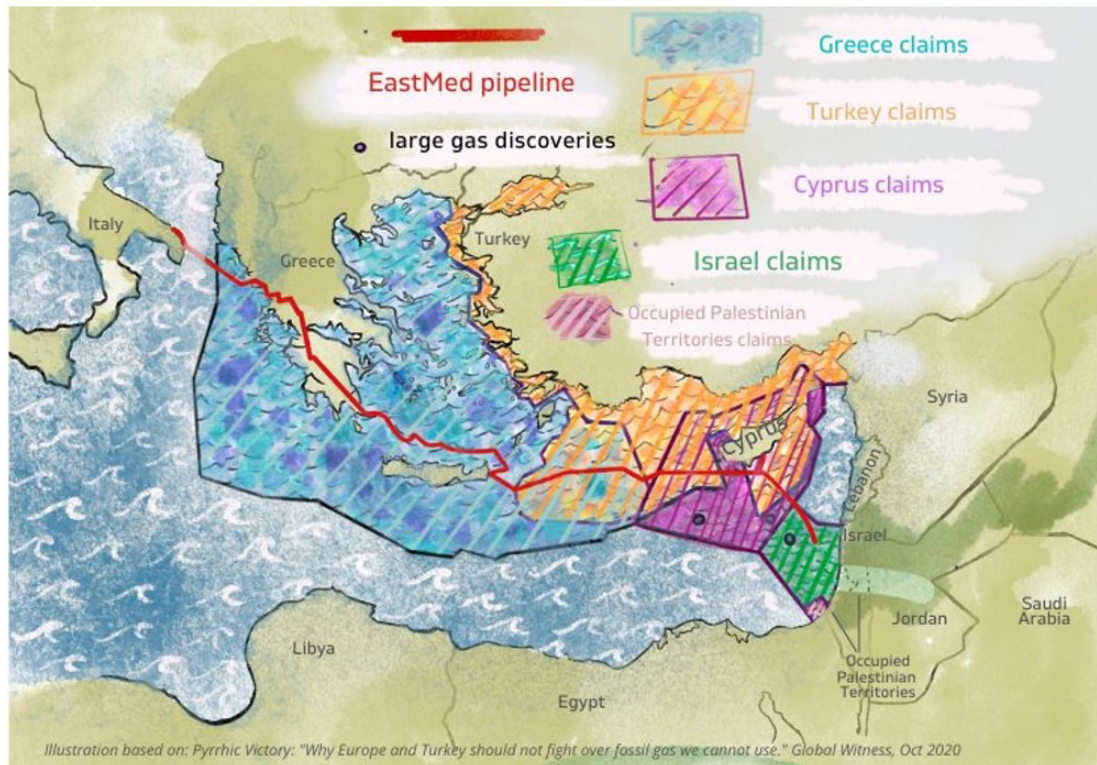 EastMed pipeline
large gas discoveries
Greece claims
Turkey claims
Cyprus claims
Israel claims
Occupied Palestinian
Territories claims
Italy
Greece
Turkey
Cyprus
Syria
Lebanon
Israel
Jordan
Saudi
Arabia
Occupied
Palestinian
Territories
Libya
Egypt
Illustration based on: Pyrrhic Victory: "Why Europe and Turkey should not fight over fossil gas we cannot use." Global Witness, Oct 2020